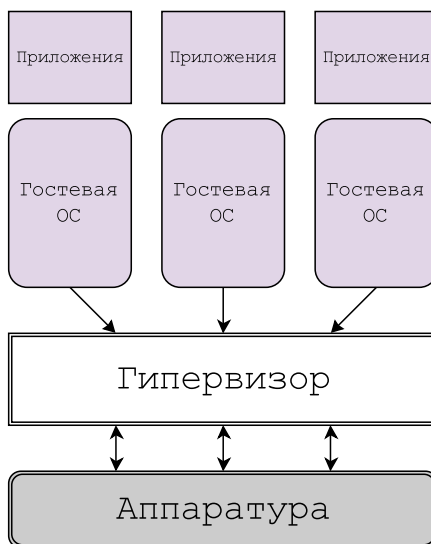 Приложения
Приложения
Приложения
Гостевая
ОС
Гостевая
ОС
Гостевая
ОС
Гипервизор
Аппаратура